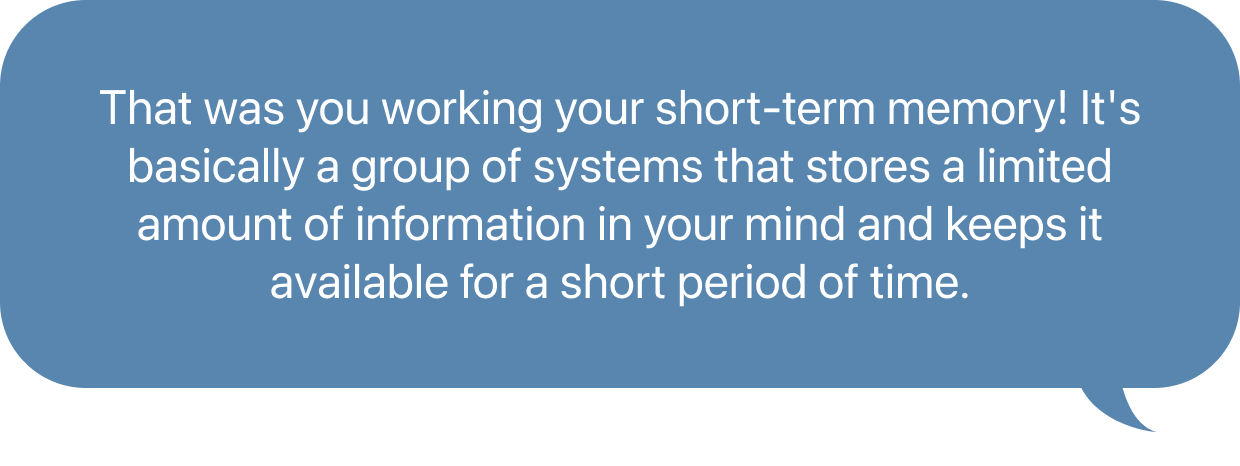 That was you working your short-term memory! It's
basically a group of systems that stores a limited
amount of information in your mind and keeps it
available for a short period of time.